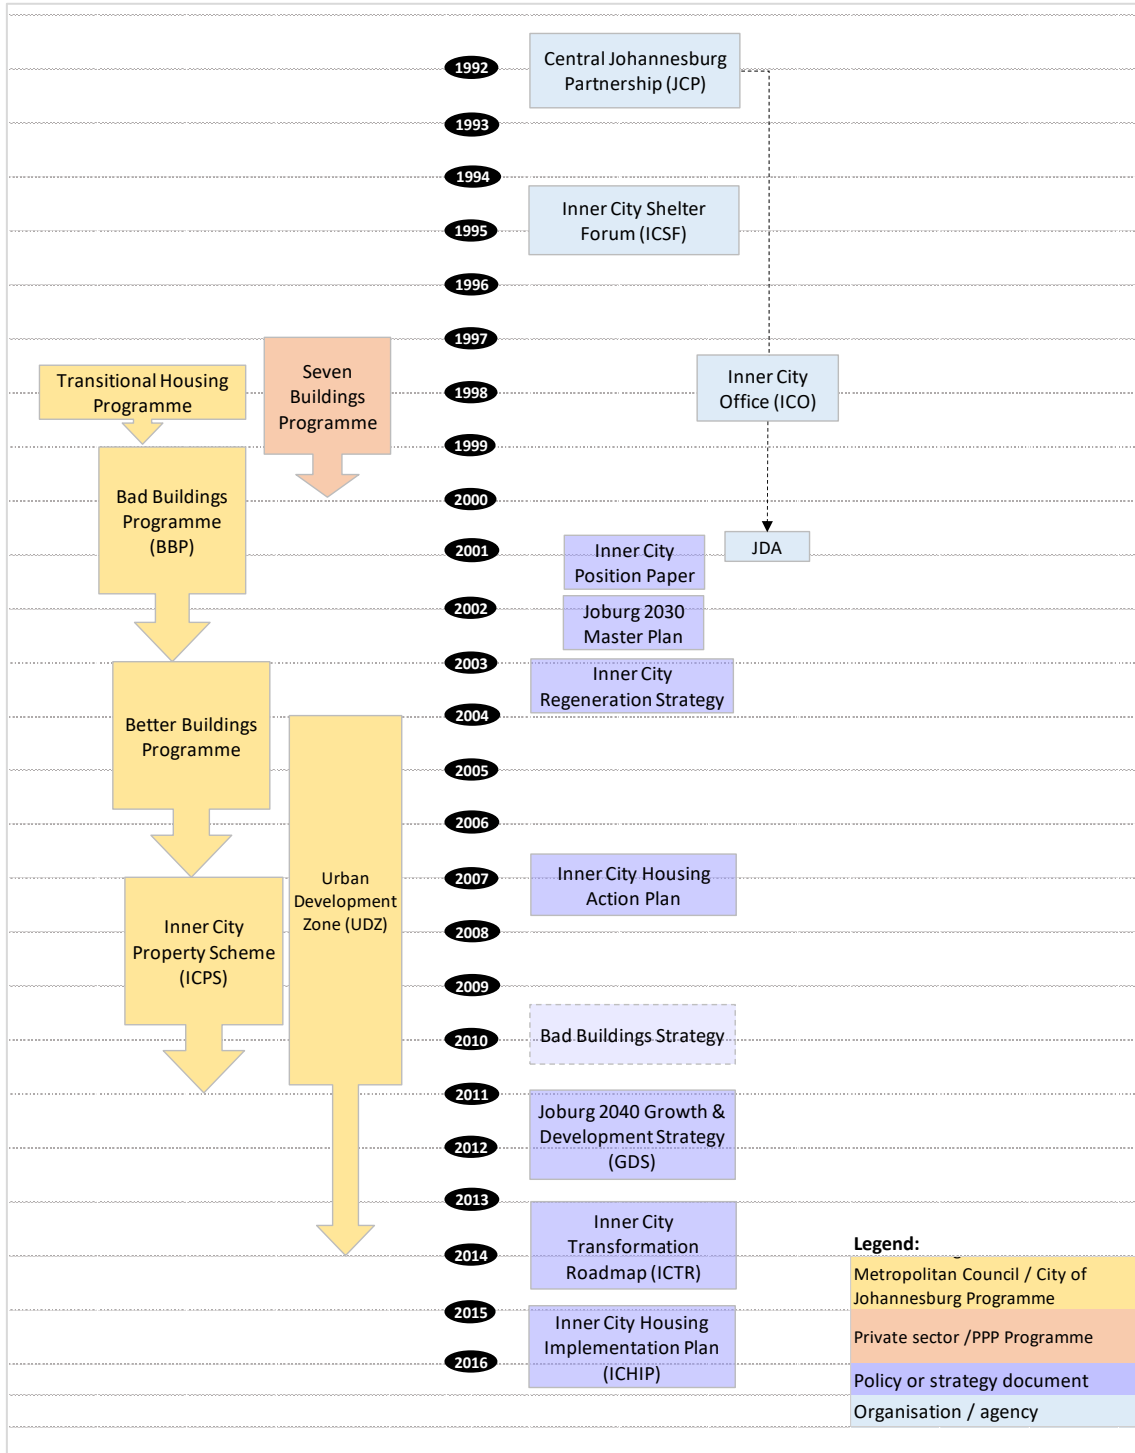 1992
Central Johannesburg
Partnership (JCP)
1993
1994
Inner City Shelter
Forum (ICSF)
1995
1996
1997
Transitional Housing
Programme
Seven
Buildings
Programme
1998
Inner City
Office (ICO)
1999
Bad Buildings
Programme
(BBP)
2000
2001
Inner City
Position Paper
JDA
2002
Joburg 2030
Master Plan
2003
Inner City
Regeneration Strategy
2004
Better Buildings
Programme
2005
2006
2007
Inner City Housing
Action Plan
Urban
Development
Zone (UDZ)
Inner City
Property Scheme
(ICPS)
2008
2009
2010
Bad Buildings Strategy
2011
Joburg 2040 Growth &
Development Strategy
(GDS)
2012
2013
Inner City
Transformation
Roadmap (ICTR)
2014
2015
Inner City Housing
Implementation Plan
(ICHIP)
2016
Legend:
Metropolitan Council / City of
Johannesburg Programme
Private sector /PPP Programme
Policy or strategy document
Organisation / agency